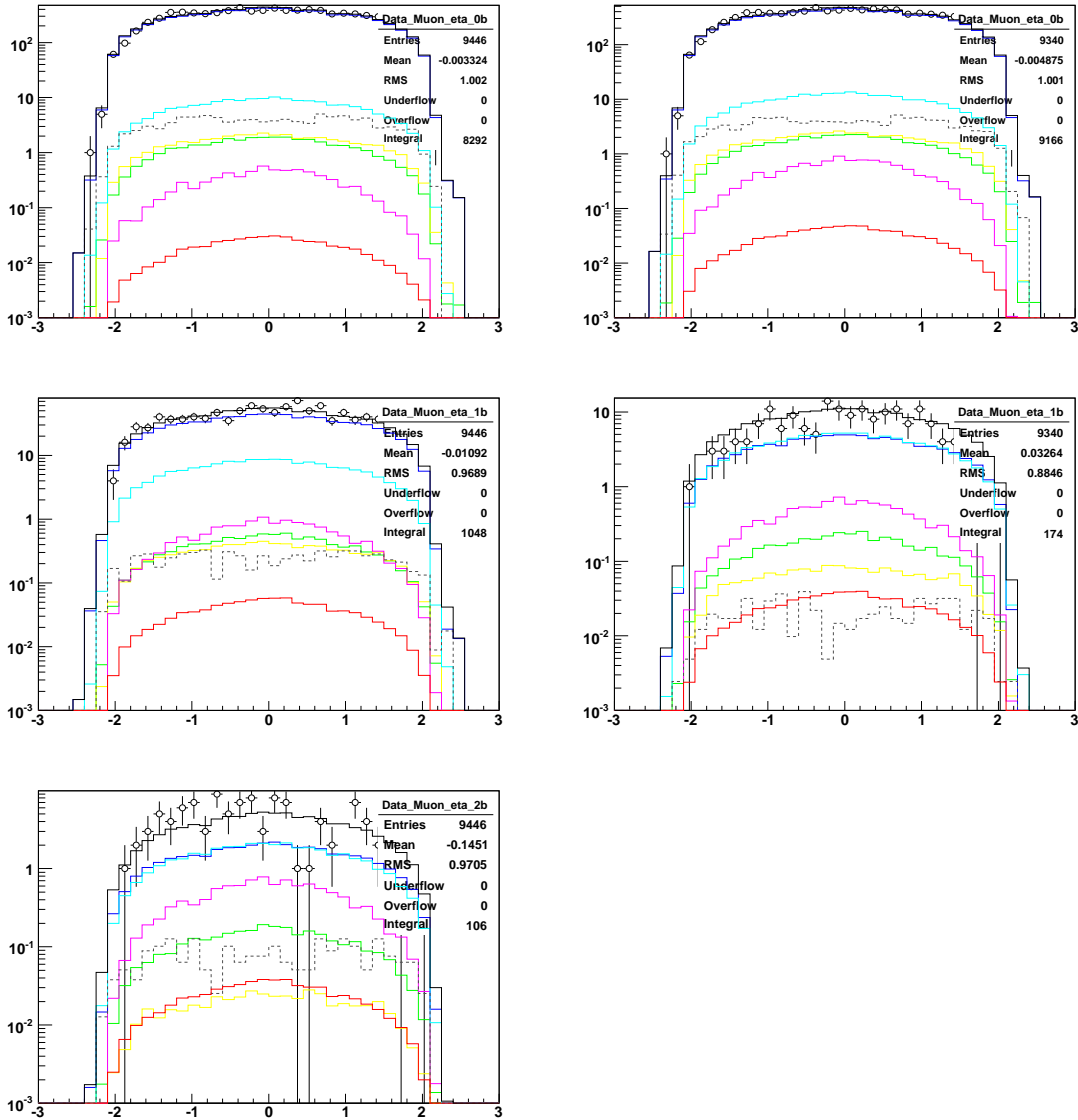 Data_Muon_eta_0b
Entries 9446
Mean -0.003324
RMS 1.002
Underflow 0
Overflow 0
Integral 8292
10²
10
1
10⁻¹
10⁻²
10⁻³
-3 -2 -1 0 1 2 3
Data_Muon_eta_0b
Entries 9340
Mean -0.004875
RMS 1.001
Underflow 0
Overflow 0
Integral 9166
10²
10
1
10⁻¹
10⁻²
10⁻³
-3 -2 -1 0 1 2 3
Data_Muon_eta_1b
Entries 9446
Mean -0.01092
RMS 0.9689
Underflow 0
Overflow 0
Integral 1048
10
1
10⁻¹
10⁻²
10⁻³
-3 -2 -1 0 1 2 3
Data_Muon_eta_1b
Entries 9340
Mean 0.03264
RMS 0.8846
Underflow 0
Overflow 0
Integral 174
10
1
10⁻¹
10⁻²
10⁻³
-3 -2 -1 0 1 2 3
Data_Muon_eta_2b
Entries 9446
Mean -0.1451
RMS 0.9705
Underflow 0
Overflow 0
Integral 106
1
10⁻¹
10⁻²
10⁻³
-3 -2 -1 0 1 2 3